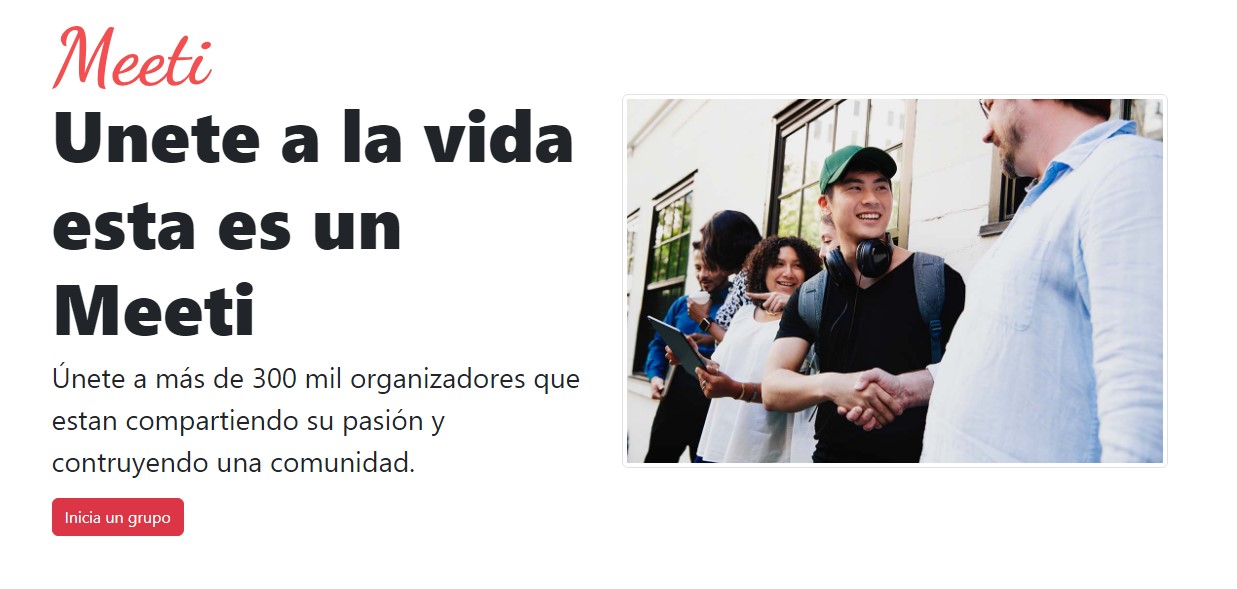 Meeti
Unete a la vida
esta es un
Meeti
Únete a más de 300 mil organizadores que
estan compartiendo su pasión y
contruyendo una comunidad.
Inicia un grupo